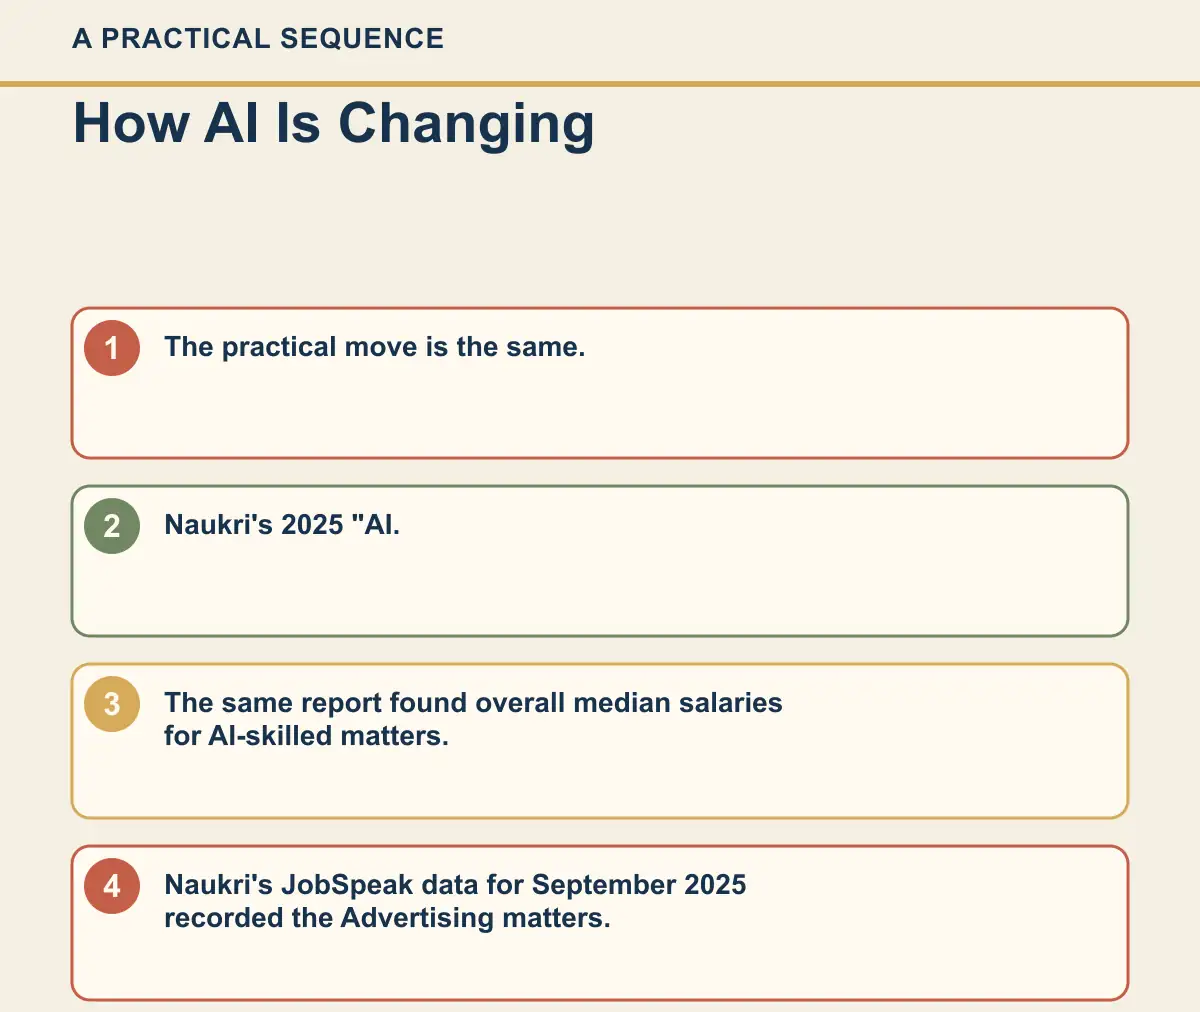 A PRACTICAL SEQUENCE
How AI Is Changing
1
The practical move is the same.
2
Naukri's 2025 "AI.
3
The same report found overall median salaries
for AI-skilled matters.
4
Naukri's JobSpeak data for September 2025
recorded the Advertising matters.